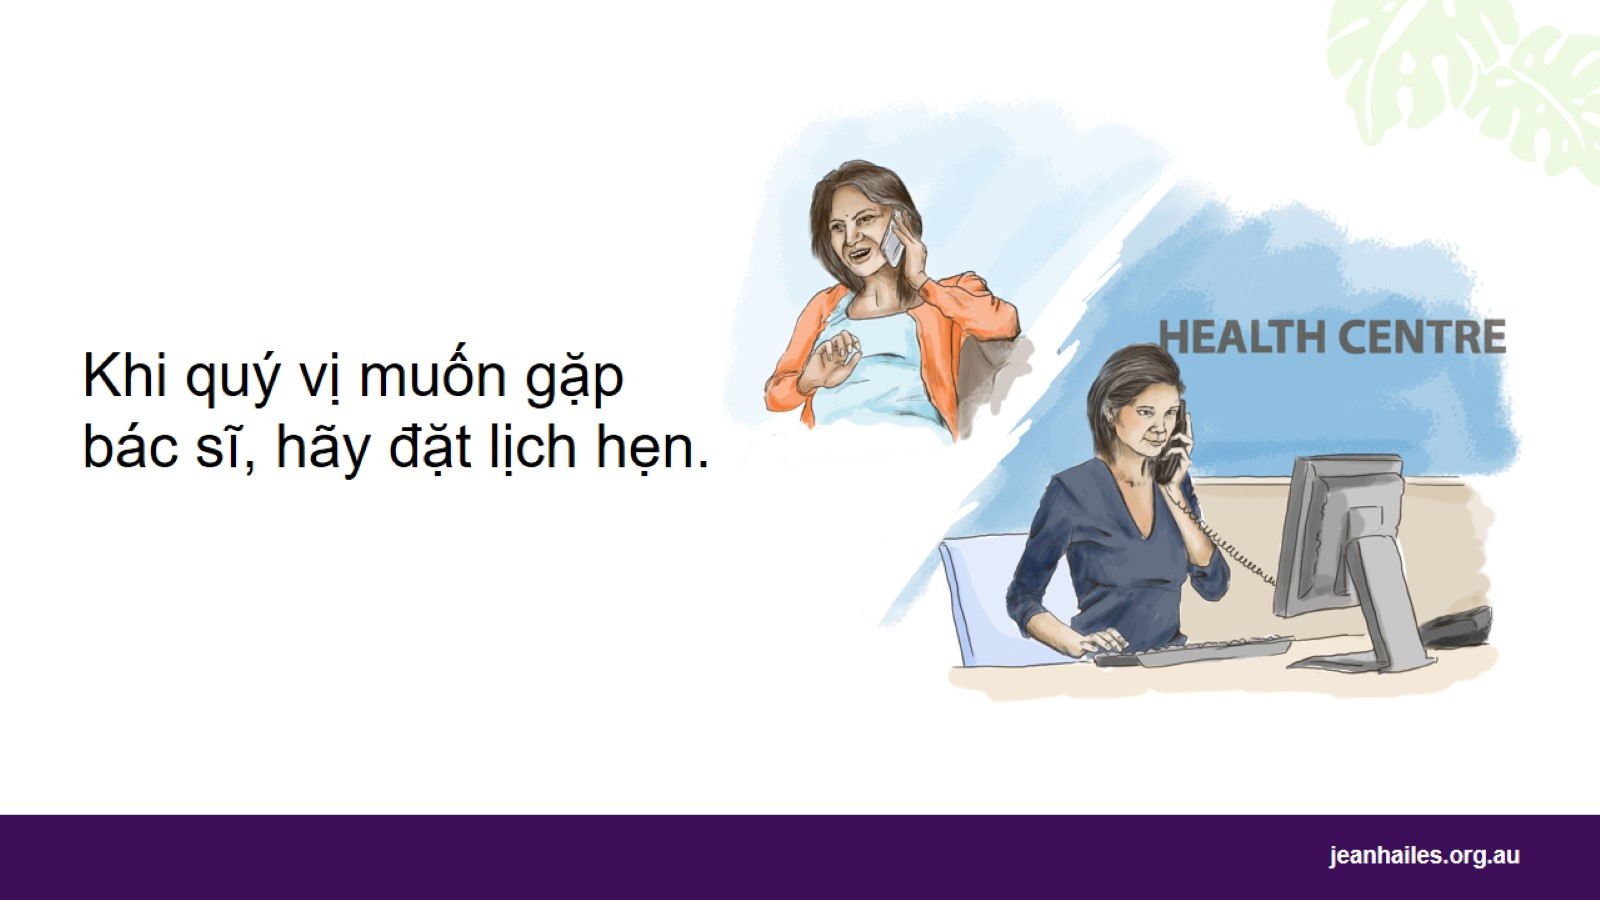 Khi quý vị muốn gặp
bác sĩ, hãy đặt lịch hẹn.
HEALTH CENTRE
jeanhailes.org.au